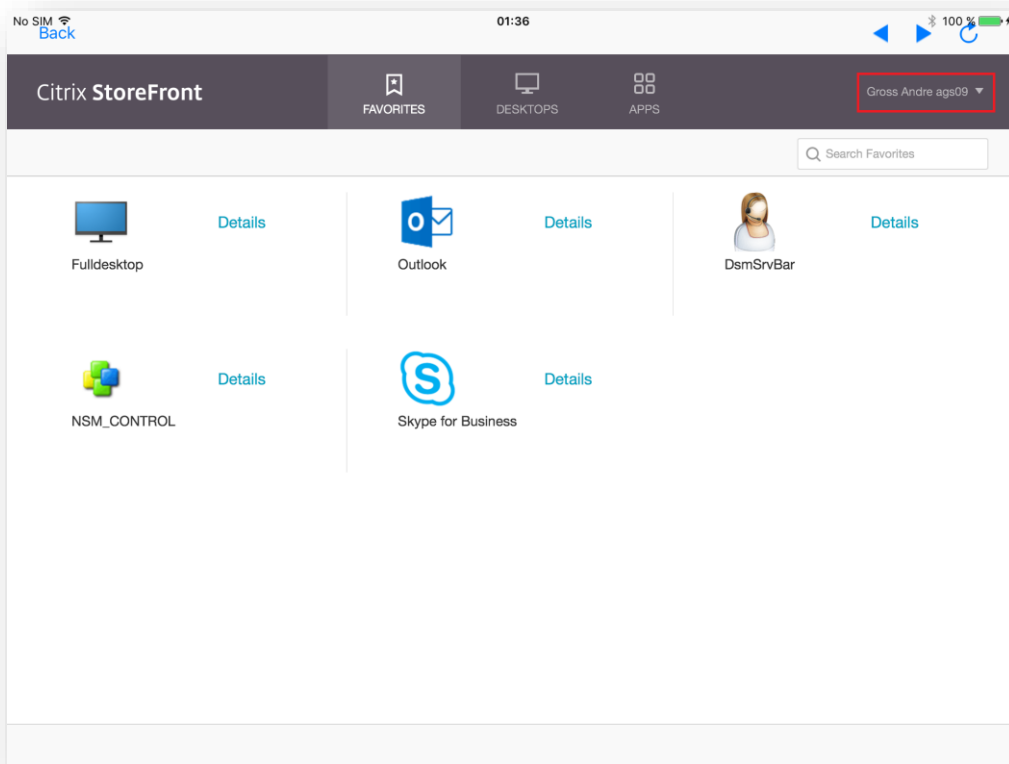 No SIM 01:36 100 %
Back
Citrix StoreFront FAVORITES DESKTOPS APPS Gross Andre ags09
Search Favorites
Details Details Details
Fulldesktop Outlook DsmSrvBar
Details Details
NSM_CONTROL Skype for Business